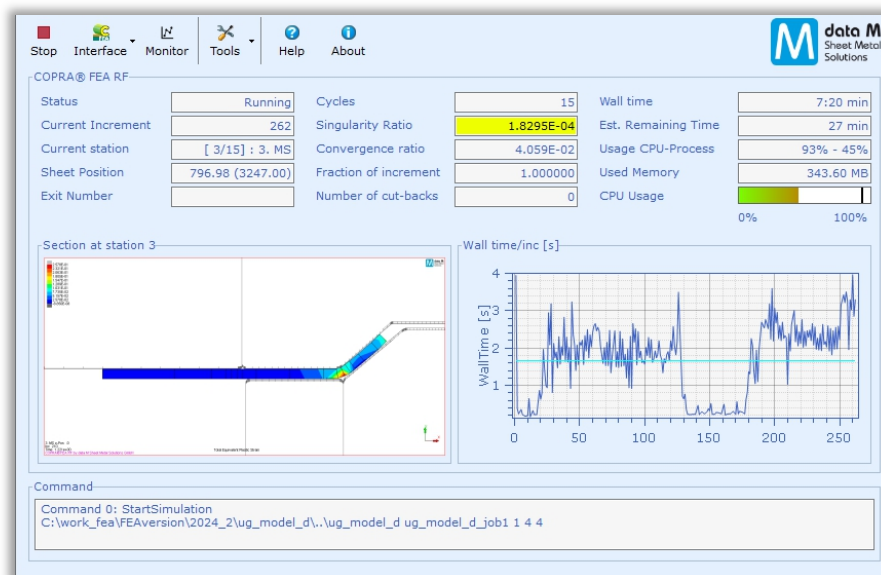 Stop Interface Monitor Tools Help About
data M
Sheet Metal
Solutions
COPRA® FEA RF
Status Running Cycles 15 Wall time 7:20 min
Current Increment 262 Singularity Ratio 1.8295E-04 Est. Remaining Time 27 min
Current station [ 3/15] : 3. MS Convergence ratio 4.059E-02 Usage CPU-Process 93% - 45%
Sheet Position 796.98 (3247.00) Fraction of increment 1.000000 Used Memory 343.60 MB
Exit Number Number of cut-backs 0 CPU Usage
0% 100%
Section at station 3
Total Equivalent Plastic Strain
Wall time/inc [s]
WallTime [s]
4
3
2
1
0 50 100 150 200 250
Command
Command 0: StartSimulation
C:\work_fea\FEAversion\2024_2\ug_model_d\..\ug_model_d ug_model_d_job1 1 4 4